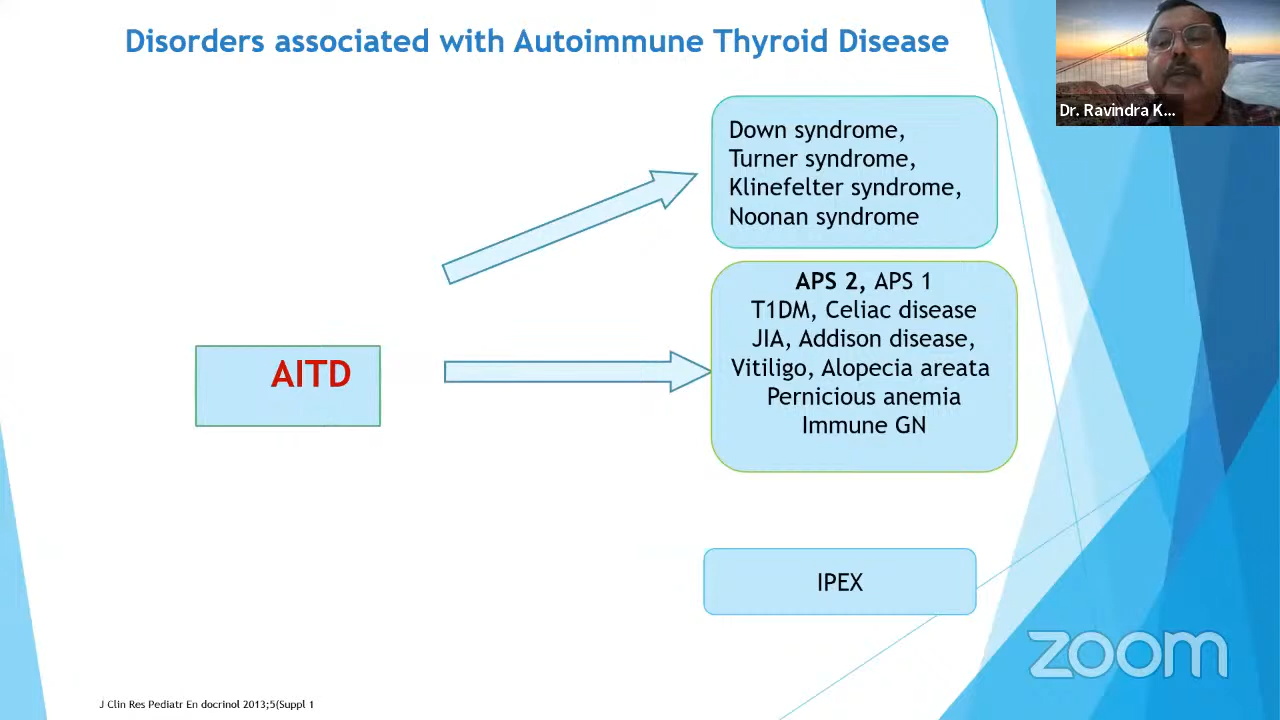 Disorders associated with Autoimmune Thyroid Disease
Dr. Ravindra K...
Down syndrome,
Turner syndrome,
Klinefelter syndrome,
Noonan syndrome
APS 2, APS 1
T1DM, Celiac disease
JIA, Addison disease,
Vitiligo, Alopecia areata
Pernicious anemia
Immune GN
AITD
IPEX
zoom
J Clin Res Pediatr En docrinol 2013;5(Suppl 1